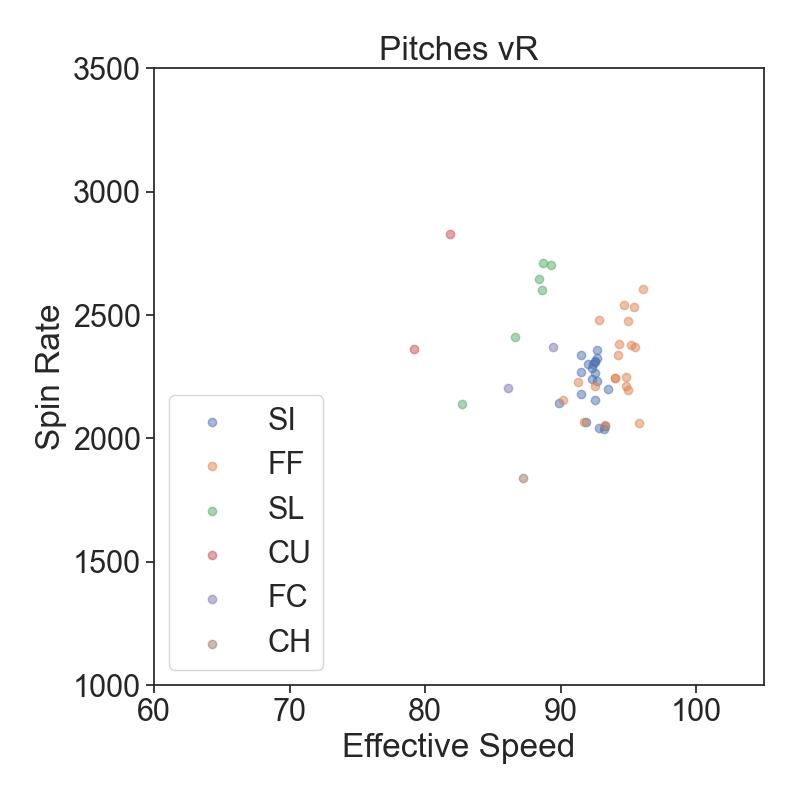 Pitches vR
3500
3000
2500
2000
1500
1000
Spin Rate
SI
FF
SL
CU
FC
CH
60 70 80 90 100
Effective Speed